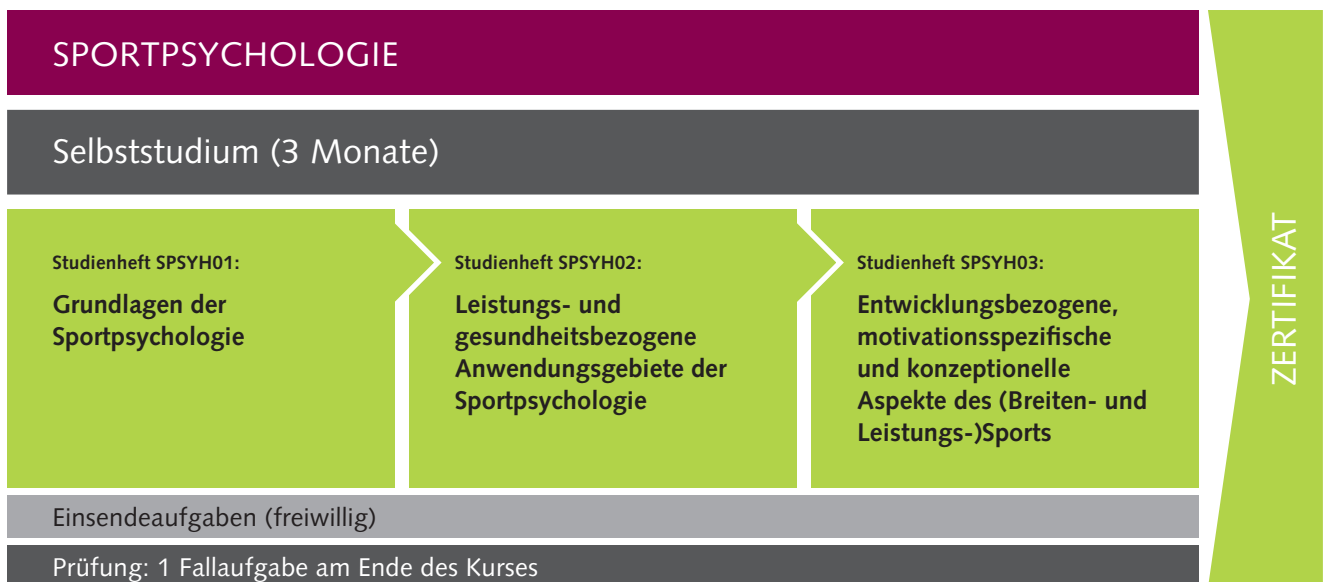 SPORTPSYCHOLOGIE
Selbststudium (3 Monate)
Studienheft SPSYH01:
Grundlagen der
Sportpsychologie
Studienheft SPSYH02:
Leistungs- und
gesundheitsbezogene
Anwendungsgebiete der
Sportpsychologie
Studienheft SPSYH03:
Entwicklungsbezogene,
motivationsspezifische
und konzeptionelle
Aspekte des (Breiten- und
Leistungs-)Sports
Einsendeaufgaben (freiwillig)
Prüfung: 1 Fallaufgabe am Ende des Kurses
ZERTIFIKAT